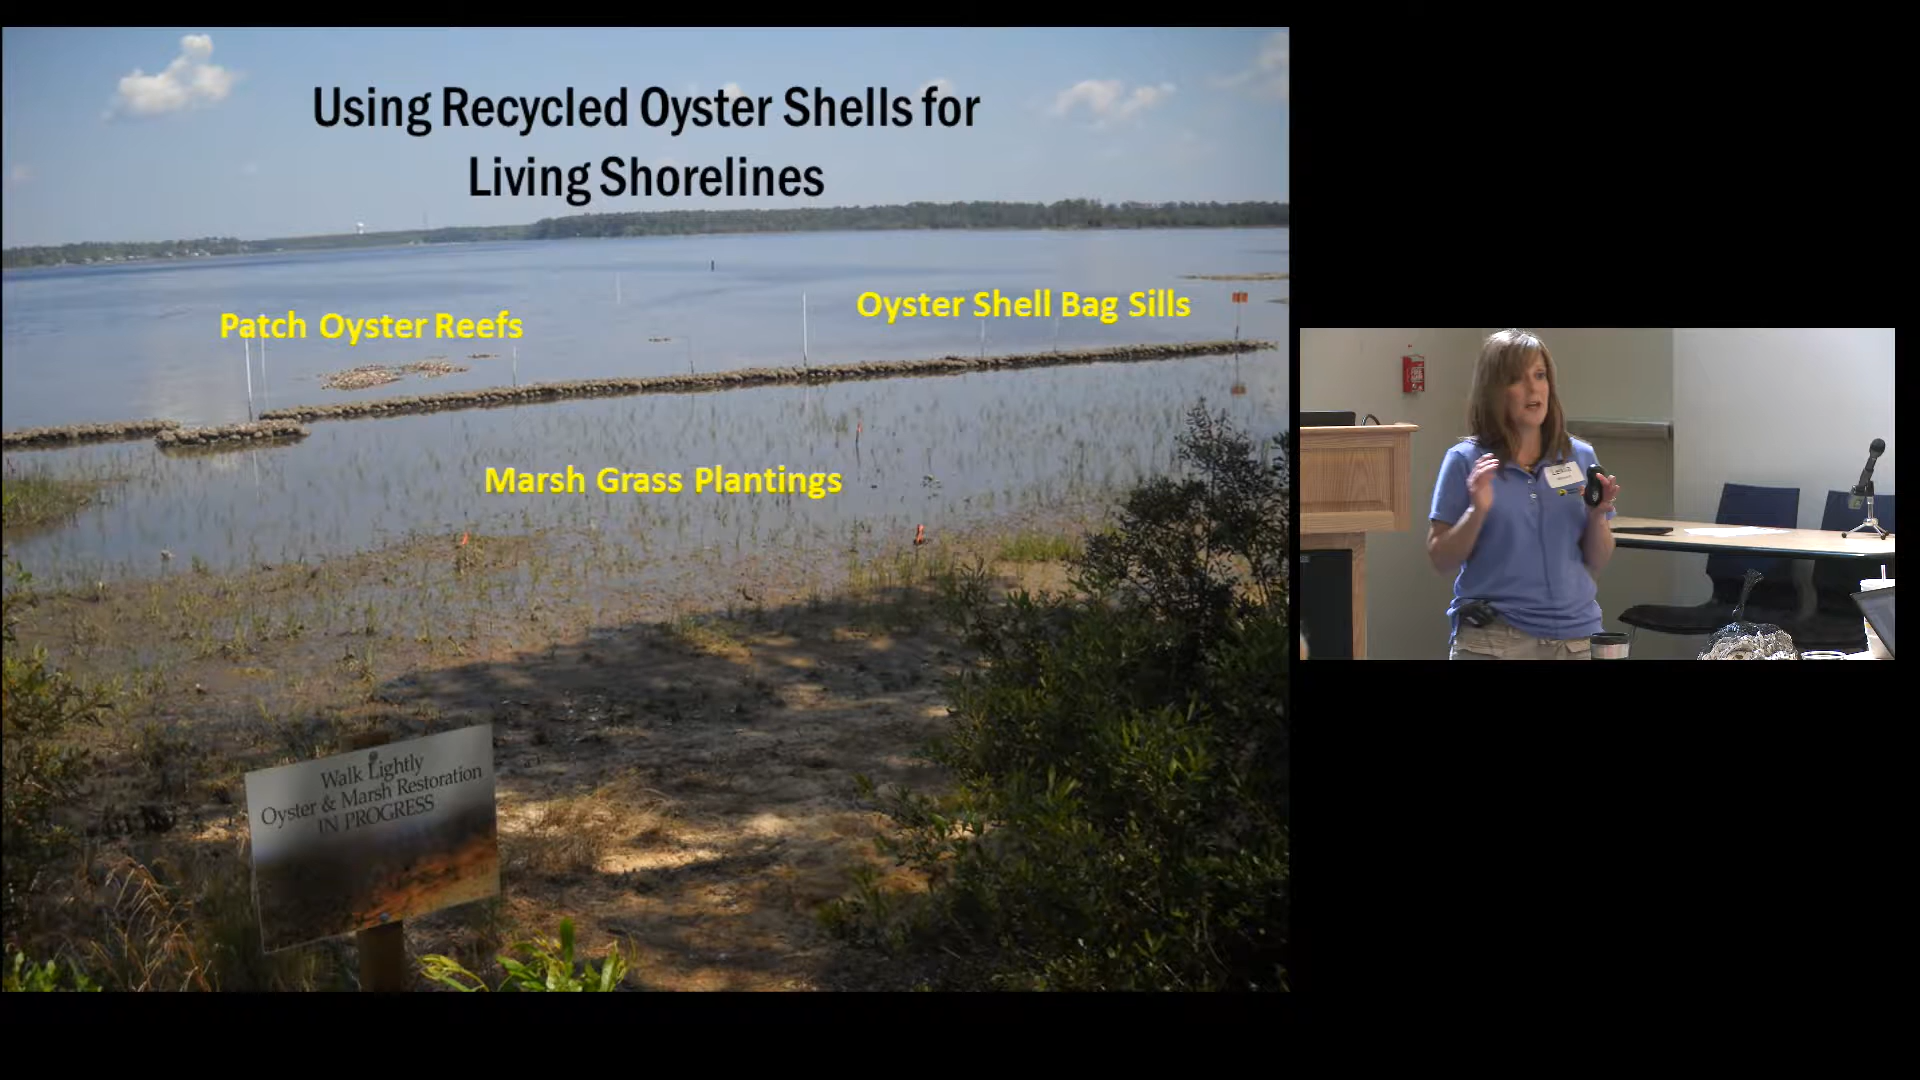 Using Recycled Oyster Shells for
Living Shorelines
Patch Oyster Reefs
Oyster Shell Bag Sills
Marsh Grass Plantings
Walk Lightly
Oyster & Marsh Restoration
IN PROGRESS